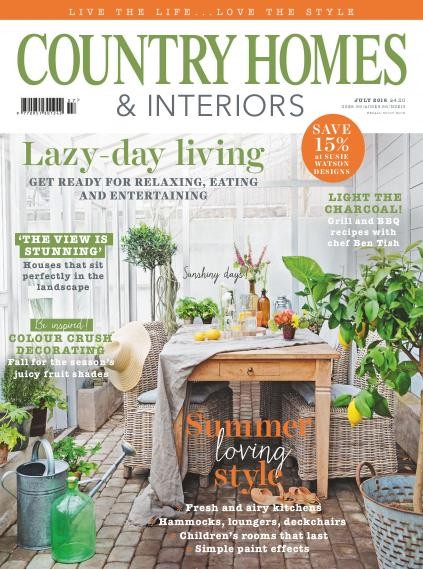 LIVE THE LIFE...LOVE THE STYLE
COUNTRY HOMES
& INTERIORS
JULY 2016 £4.20
SAVE
15%
at SUSIE
WATSON
DESIGNS
Lazy-day living
GET READY FOR RELAXING, EATING
AND ENTERTAINING
LIGHT THE
CHARCOAL!
Grill and BBQ
recipes with
chef Ben Tish
'THE VIEW IS
STUNNING'
Houses that sit
perfectly in the
landscape
Sunshiny days!
Be inspired!
COLOUR CRUSH
DECORATING
Fall for the season's
juicy fruit shades
Summer
loving
style
Fresh and airy kitchens
Hammocks, loungers, deckchairs
Children's rooms that last
Simple paint effects